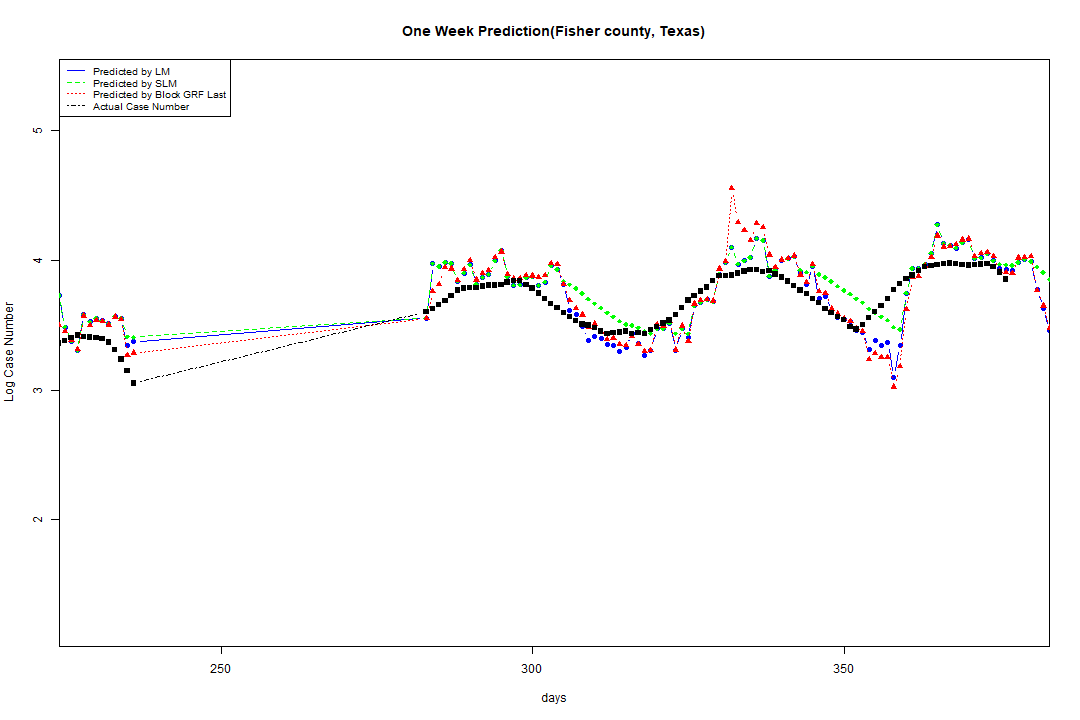 One Week Prediction(Fisher county, Texas)
Predicted by LM
Predicted by SLM
Predicted by Block GRF Last
Actual Case Number
5
4
3
2
Log Case Number
250
300
350
days